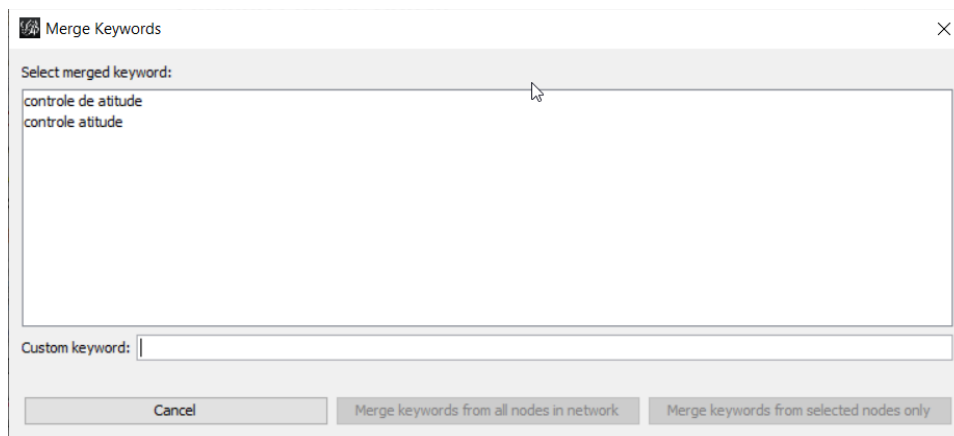 Merge Keywords
Select merged keyword:
controle de atitude
controle atitude
Custom keyword:
Cancel Merge keywords from all nodes in network Merge keywords from selected nodes only